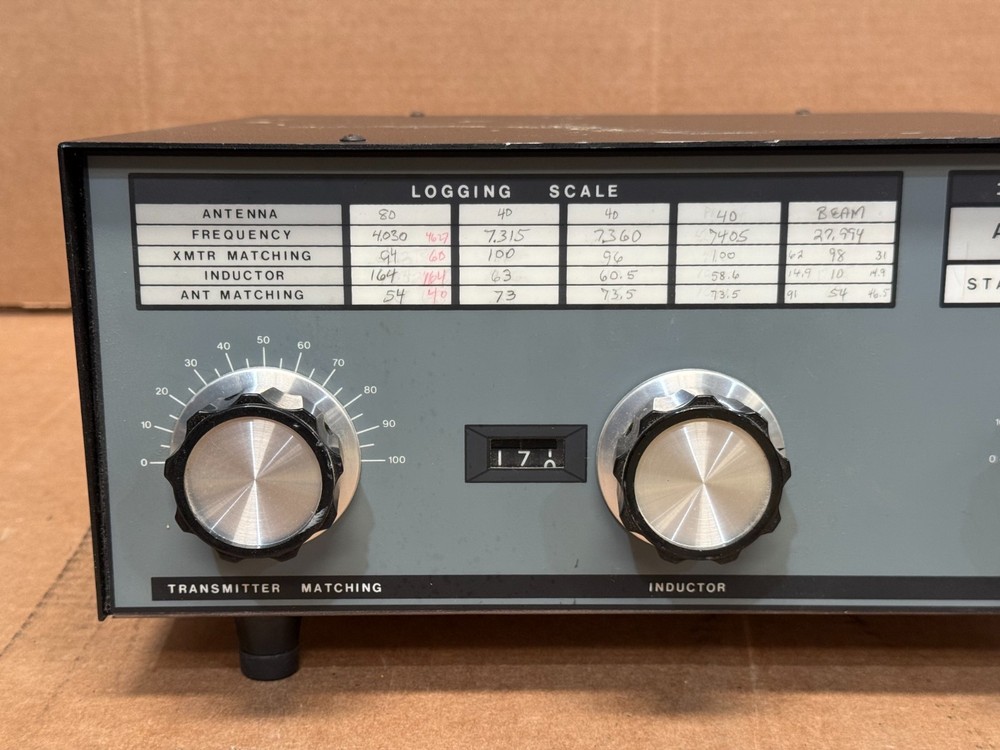 LOGGING SCALE
ANTENNA 80 40 40 40 BEAM
FREQUENCY 4.030 7.315 7.360 7405 27.994
XMTR MATCHING 94 60 100 96 100 62 98 31
INDUCTOR 164 164 63 60.5 58.6 14.9 10 19.9
ANT MATCHING 54 40 73 73.5 73.5 91 54 46.5
A
STA
0 10 20 30 40 50 60 70 80 90 100
176
0
TRANSMITTER MATCHING
INDUCTOR